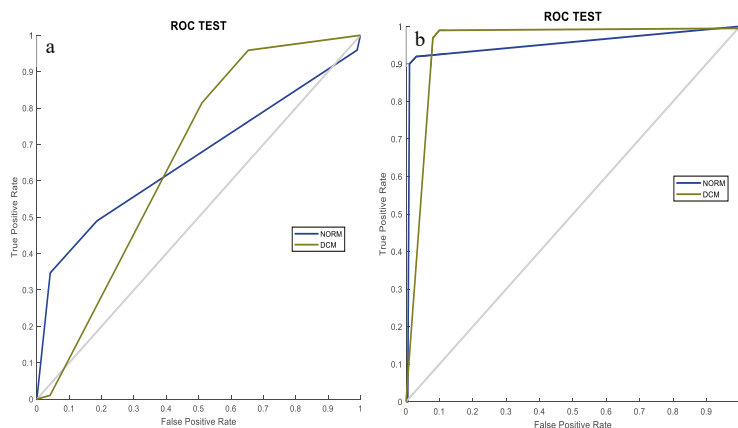 ROC TEST
a
1
0.9
0.8
0.7
0.6
0.5
0.4
0.3
0.2
0.1
0
True Positive Rate
NORM
DCM
0 0.1 0.2 0.3 0.4 0.5 0.6 0.7 0.8 0.9 1
False Positive Rate
ROC TEST
b
1
0.9
0.8
0.7
0.6
0.5
0.4
0.3
0.2
0.1
0
True Positive Rate
NORM
DCM
0 0.1 0.2 0.3 0.4 0.5 0.6 0.7 0.8 0.9
False Positive Rate